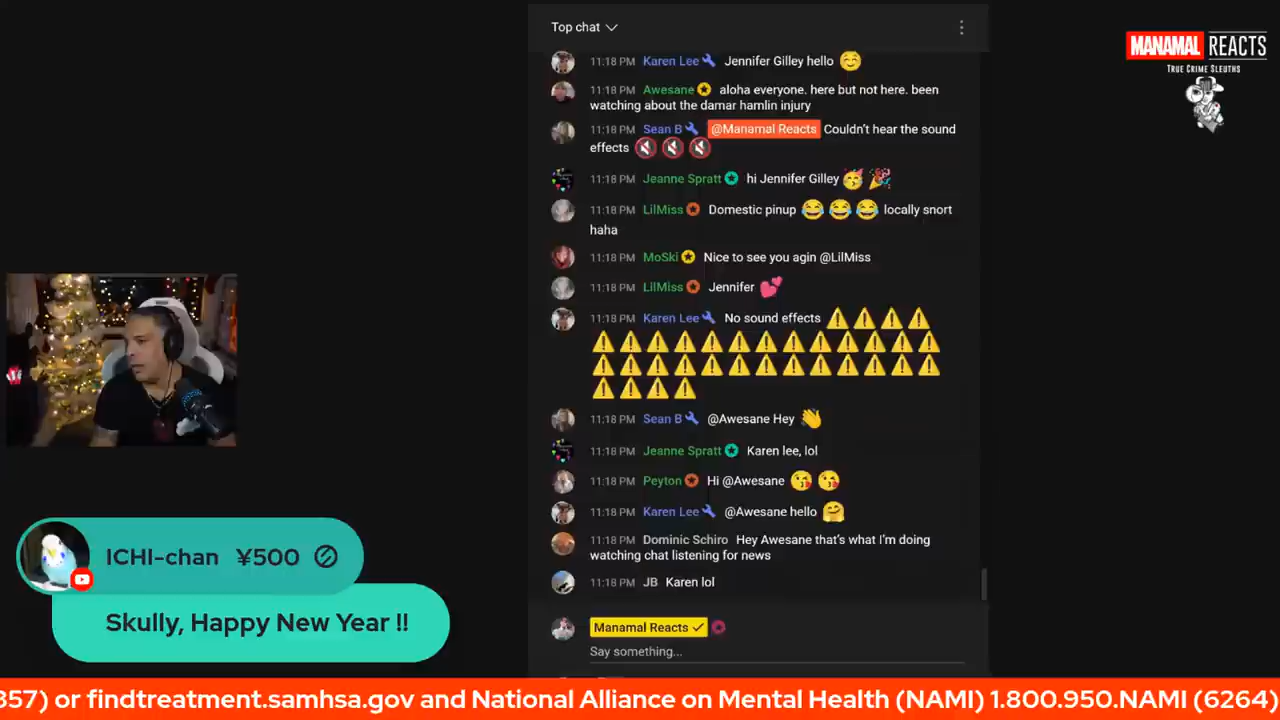 Top chat
11:18 PM Karen Lee Jennifer Gilley hello
11:18 PM Awesane aloha everyone. here but not here. been
watching about the damar hamlin injury
11:18 PM Sean B @Manamal Reacts Couldn't hear the sound
effects
11:18 PM Jeanne Spratt hi Jennifer Gilley
11:18 PM LilMiss Domestic pinup 😂 😂 😂 locally snort
haha
11:18 PM MoSki Nice to see you agin @LilMiss
11:18 PM LilMiss Jennifer
11:18 PM Karen Lee No sound effects
11:18 PM Sean B @Awesane Hey
11:18 PM Jeanne Spratt Karen lee, lol
11:18 PM Peyton Hi @Awesane
11:18 PM Karen Lee @Awesane hello
11:18 PM Dominic Schiro Hey Awesane that's what I'm doing
watching chat listening for news
11:18 PM JB Karen lol
Manamal Reacts
Say something...
MANAMAL REACTS
TRUE CRIME SLEUTHS
ICHI-chan ¥500
Skully, Happy New Year !!
357) or findtreatment.samhsa.gov and National Alliance on Mental Health (NAMI) 1.800.950.NAMI (6264)